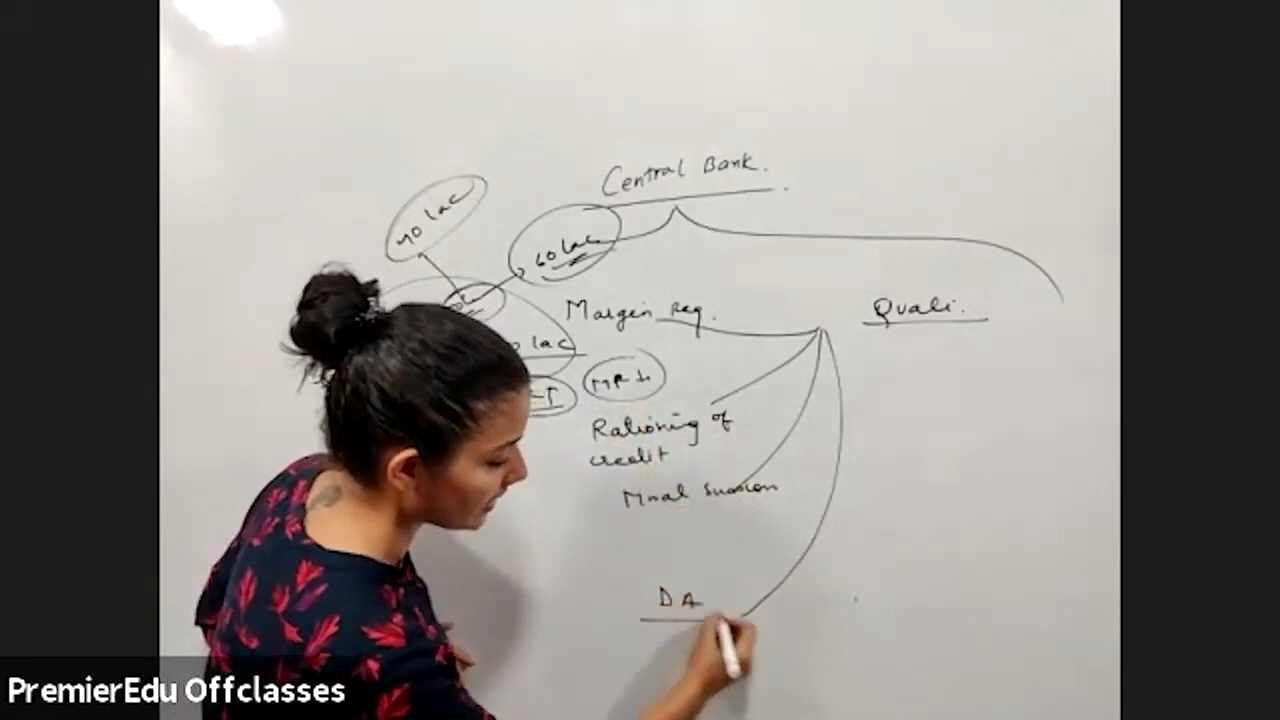 Central Bank.
40 lac
60 lac
Margin Req.
Quali.
lac
MR ↓
Rationing of
credit
Moral Suasion
DA
PremierEdu Offclasses